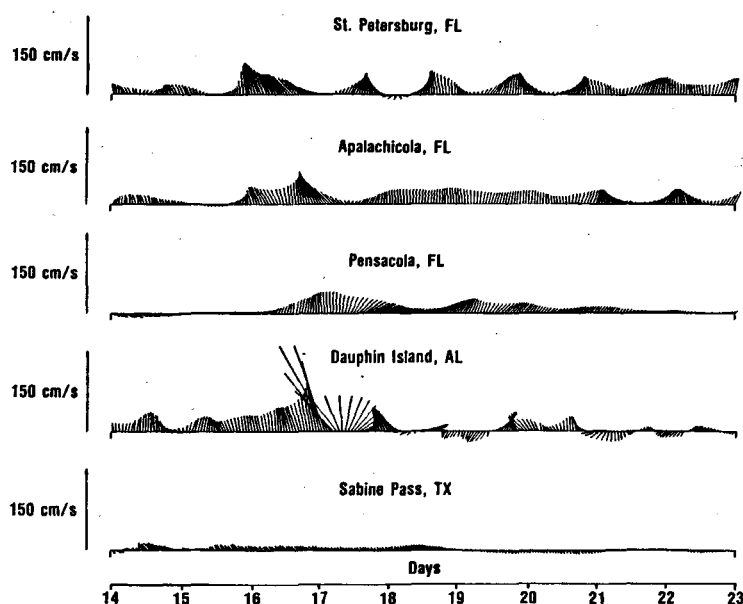 St. Petersburg, FL
150 cm/s
Apalachicola, FL
150 cm/s
Pensacola, FL
150 cm/s
Dauphin Island, AL
150 cm/s
Sabine Pass, TX
150 cm/s
Days
14 15 16 17 18 19 20 21 22 23